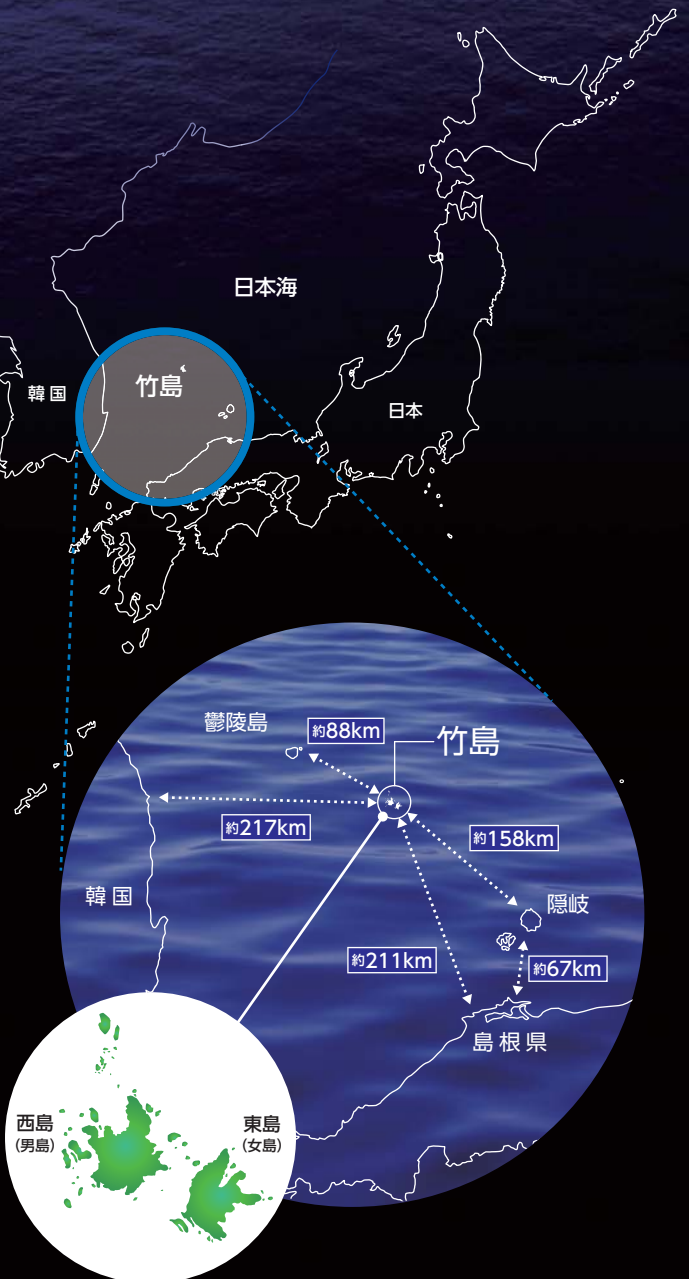 日本海
韓国
竹島
日本
鬱陵島
約88km
竹島
約217km
約158km
韓国
隠岐
約211km
約67km
島根県
西島
(男島)
東島
(女島)